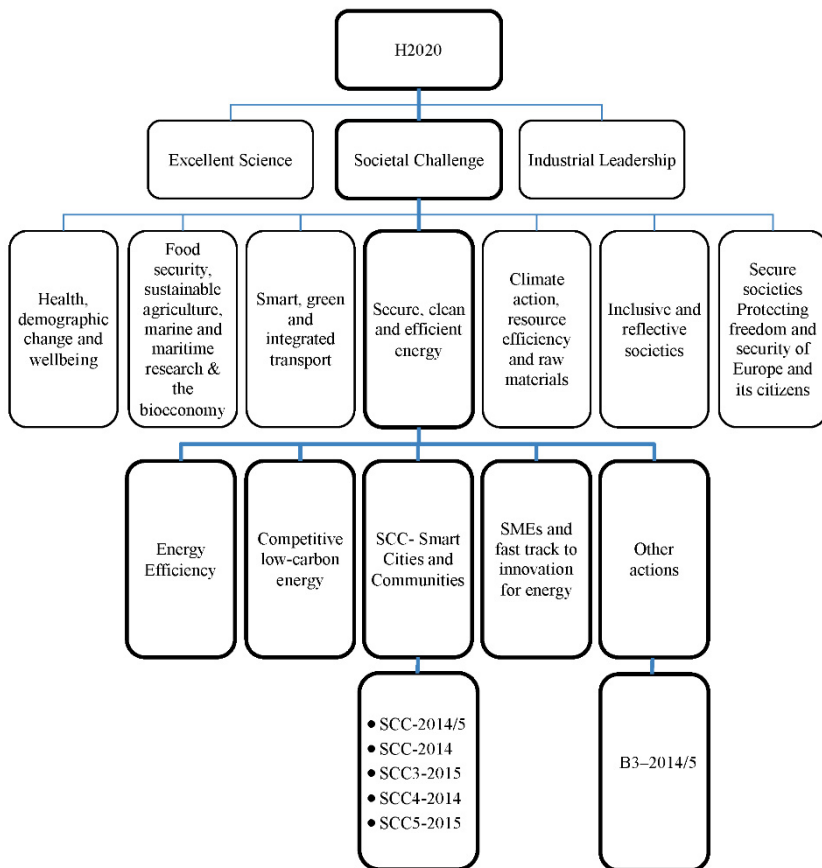 H2020
Excellent Science
Societal Challenge
Industrial Leadership
Health,
demographic
change and
wellbeing
Food
security,
sustainable
agriculture,
marine and
maritime
research &
the
bioeconomy
Smart, green
and
integrated
transport
Secure, clean
and efficient
energy
Climate
action,
resource
efficiency
and raw
materials
Inclusive and
reflective
societies
Secure
societies
Protecting
freedom and
security of
Europe and
its citizens
Energy
Efficiency
Competitive
low-carbon
energy
SCC- Smart
Cities and
Communities
SMEs and
fast track to
innovation
for energy
Other
actions
• SCC-2014/5
• SCC-2014
• SCC3-2015
• SCC4-2014
• SCC5-2015
B3–2014/5